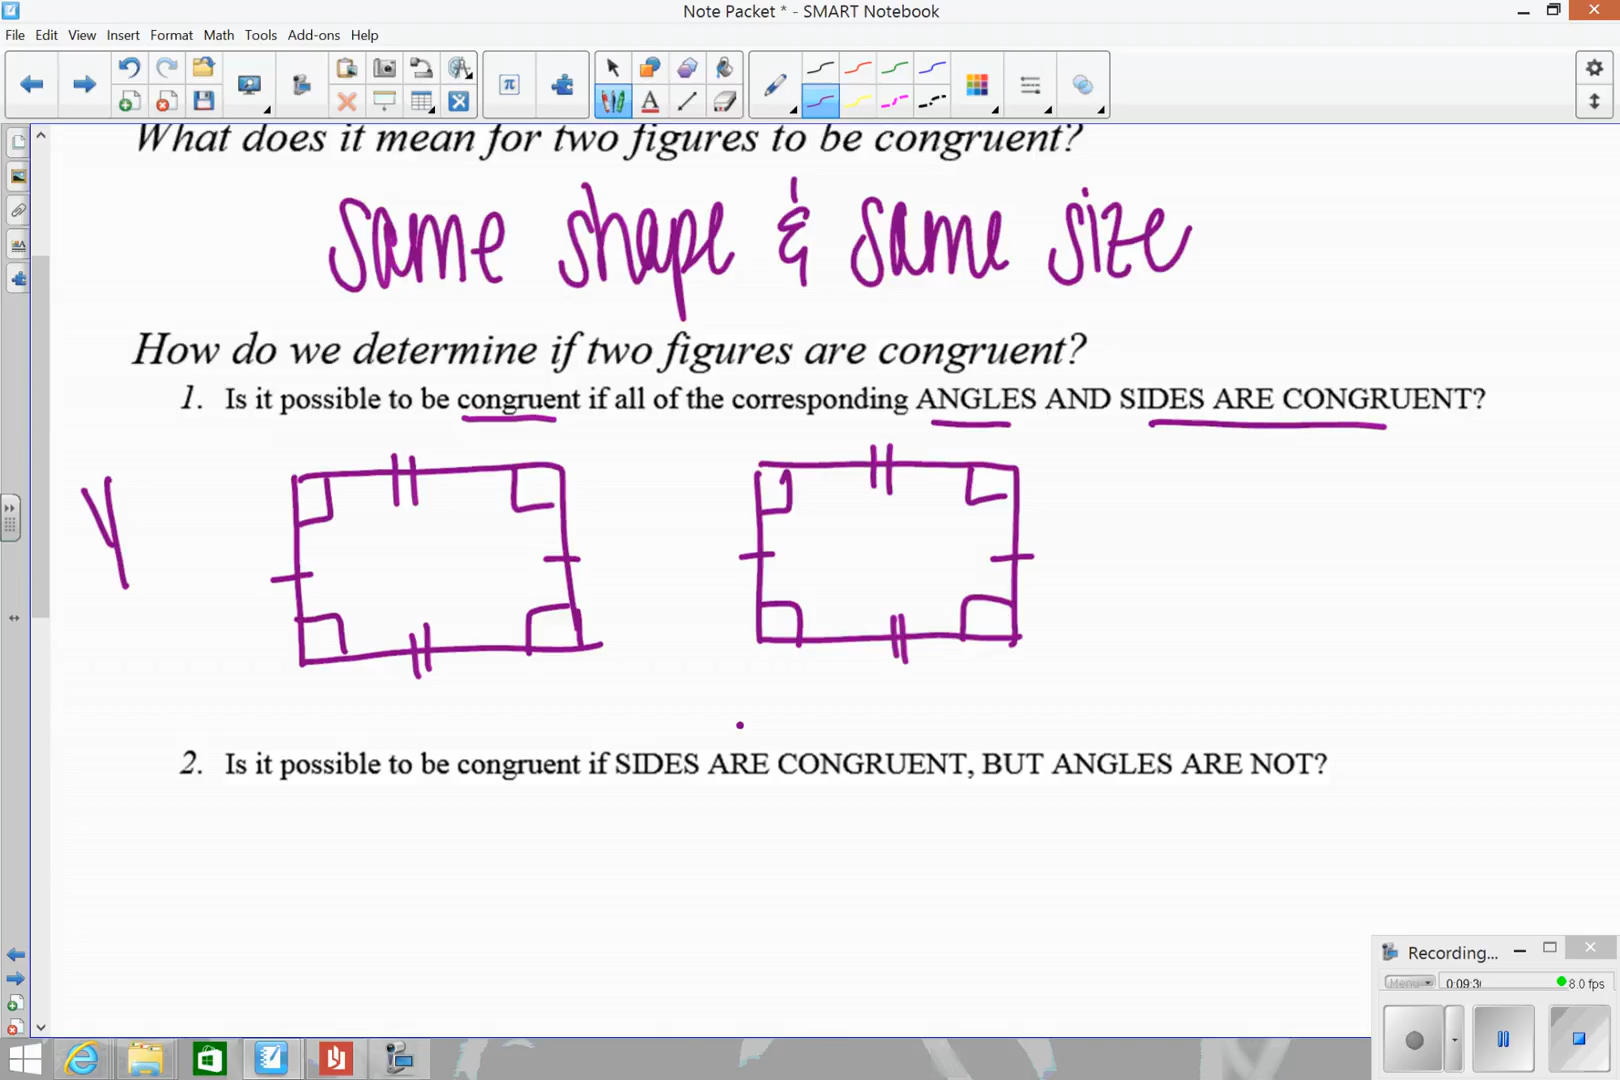 Note Packet * - SMART Notebook
File Edit View Insert Format Math Tools Add-ons Help
What does it mean for two figures to be congruent?
same shape & same size
How do we determine if two figures are congruent?
1. Is it possible to be congruent if all of the corresponding ANGLES AND SIDES ARE CONGRUENT?
Y
2. Is it possible to be congruent if SIDES ARE CONGRUENT, BUT ANGLES ARE NOT?
Recording...
Menu 8.0 fps